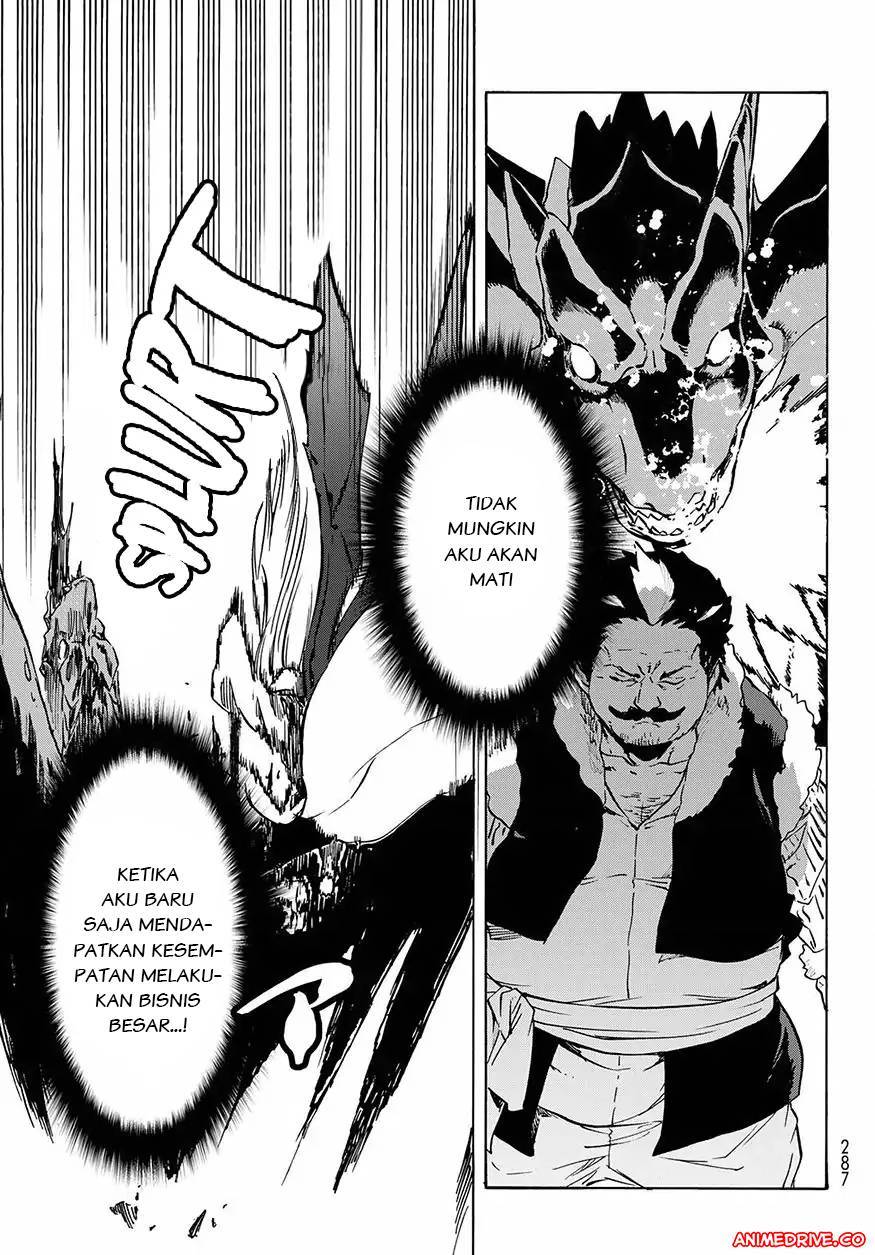 TIDAK
MUNGKIN
AKU AKAN
MATI
SPLURT
KETIKA
AKU BARU
SAJA MENDA-
PATKAN KESEM-
PATAN MELAKU-
KAN BISNIS
BESAR...!
287
ANIMEDRIVE.CO